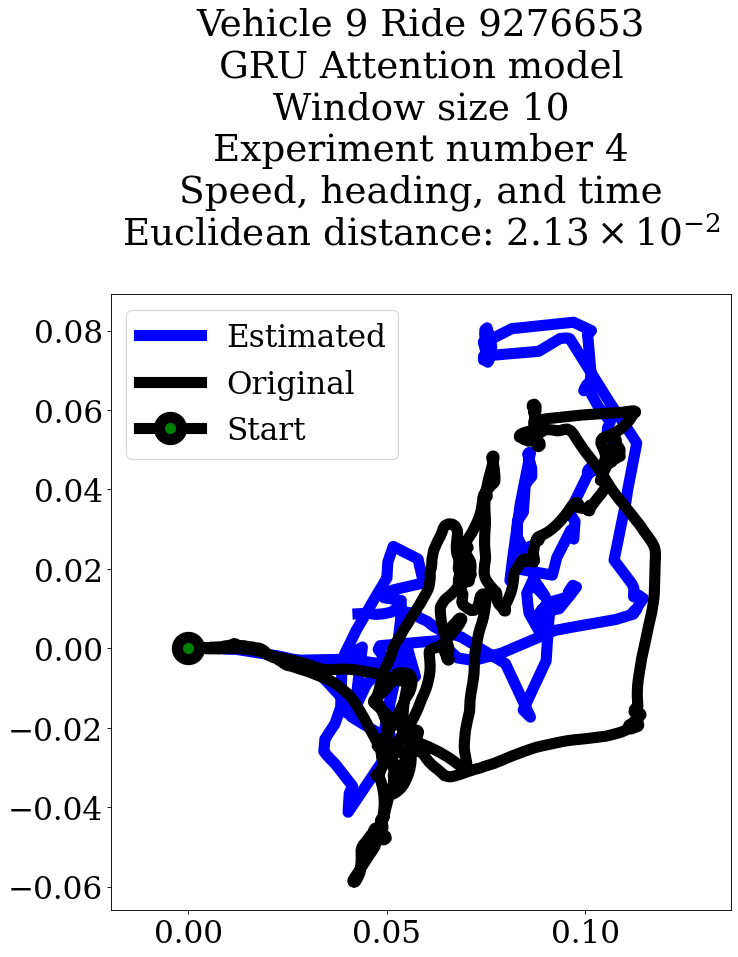 Vehicle 9 Ride 9276653
GRU Attention model
Window size 10
Experiment number 4
Speed, heading, and time
Euclidean distance: $2.13 \times 10^{-2}$
Estimated
Original
Start
0.08
0.06
0.04
0.02
0.00
−0.02
−0.04
−0.06
0.00 0.05 0.10